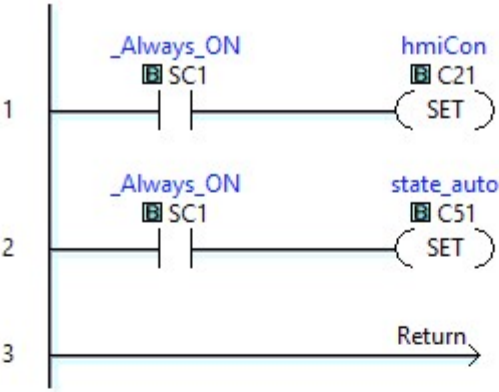 _Always_ON hmiCon
B SC1 B C21
1 SET
_Always_ON state_auto
B SC1 B C51
2 SET
Return
3